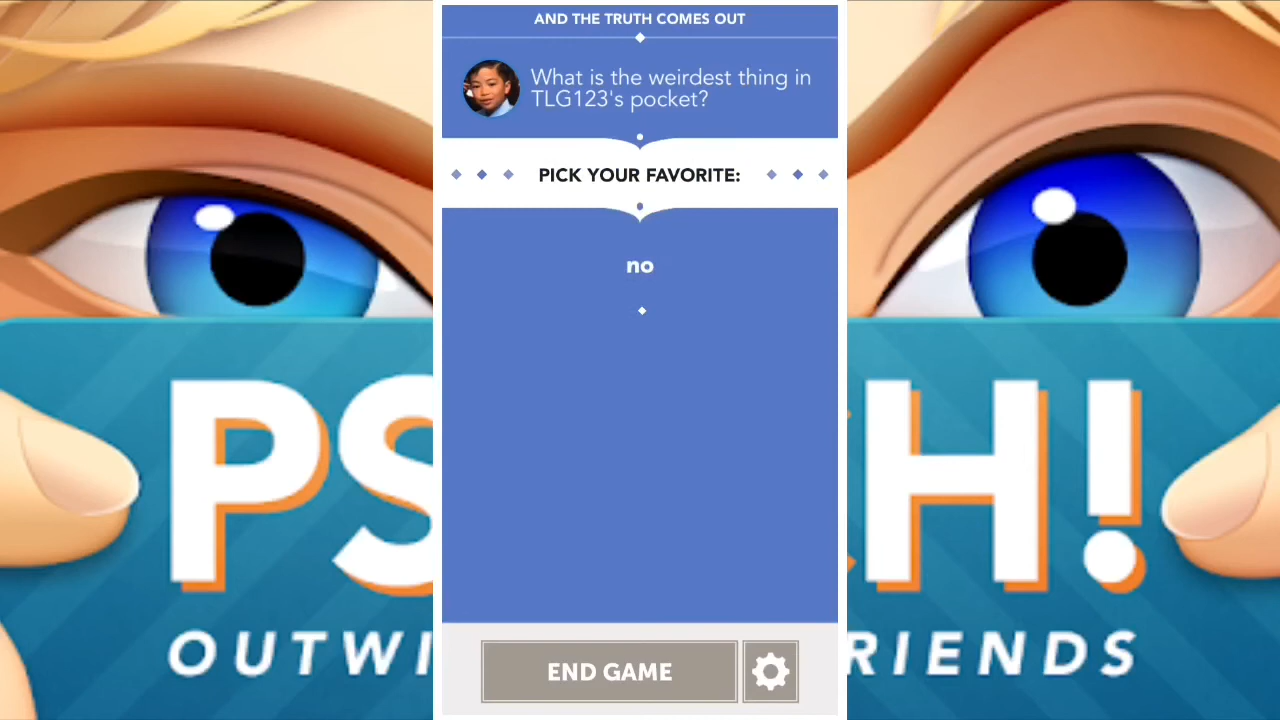 AND THE TRUTH COMES OUT
What is the weirdest thing in
TLG123's pocket?
PICK YOUR FAVORITE:
no
PS H!
OUTWI RIENDS
END GAME